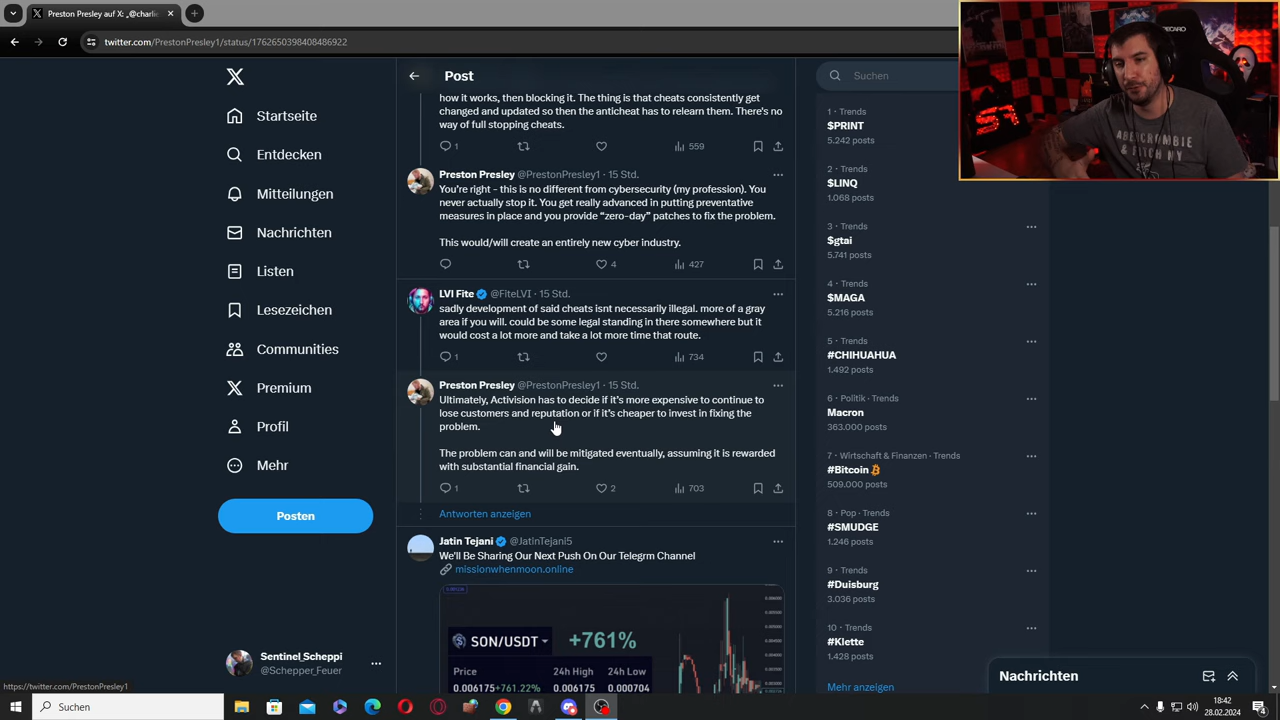 Preston Presley auf X: „@charlie
twitter.com/PrestonPresley1/status/1762650398408486922
Startseite
Entdecken
Mitteilungen
Nachrichten
Listen
Lesezeichen
Communities
Premium
Profil
Mehr
Posten
Sentinel_Scheppi
@Schepper_Feuer
Post
how it works, then blocking it. The thing is that cheats consistently get
changed and updated so then the anticheat has to relearn them. There's no
way of full stopping cheats.
1 559
Preston Presley @PrestonPresley1 · 15 Std.
You're right - this is no different from cybersecurity (my profession). You
never actually stop it. You get really advanced in putting preventative
measures in place and you provide “zero-day” patches to fix the problem.
This would/will create an entirely new cyber industry.
4 427
LVI Fite @FiteLVI · 15 Std.
sadly development of said cheats isnt necessarily illegal. more of a gray
area if you will. could be some legal standing in there somewhere but it
would cost a lot more and take a lot more time that route.
1 734
Preston Presley @PrestonPresley1 · 15 Std.
Ultimately, Activision has to decide if it's more expensive to continue to
lose customers and reputation or if it's cheaper to invest in fixing the
problem.
The problem can and will be mitigated eventually, assuming it is rewarded
with substantial financial gain.
1 2 703
Antworten anzeigen
Jatin Tejani @JatinTejani5
We'll Be Sharing Our Next Push On Our Telegrm Channel
missionwhenmoon.online
SON/USDT +761%
Price 24h High 24h Low
0.006175 +761.22% 0.006175 0.000704
Suchen
1 · Trends
$PRINT
5.242 posts
2 · Trends
$LINQ
1.068 posts
3 · Trends
$gtai
5.741 posts
4 · Trends
$MAGA
5.216 posts
5 · Trends
#CHIHUAHUA
1.492 posts
6 · Politik · Trends
Macron
363.000 posts
7 · Wirtschaft & Finanzen · Trends
#Bitcoin
509.000 posts
8 · Pop · Trends
#SMUDGE
1.246 posts
9 · Trends
#Duisburg
3.036 posts
10 · Trends
#Klette
1.428 posts
Mehr anzeigen
Nachrichten
ABERCROMBIE
https://twitter.com/PrestonPresley1
Suchen
18:42
28.02.2024
4